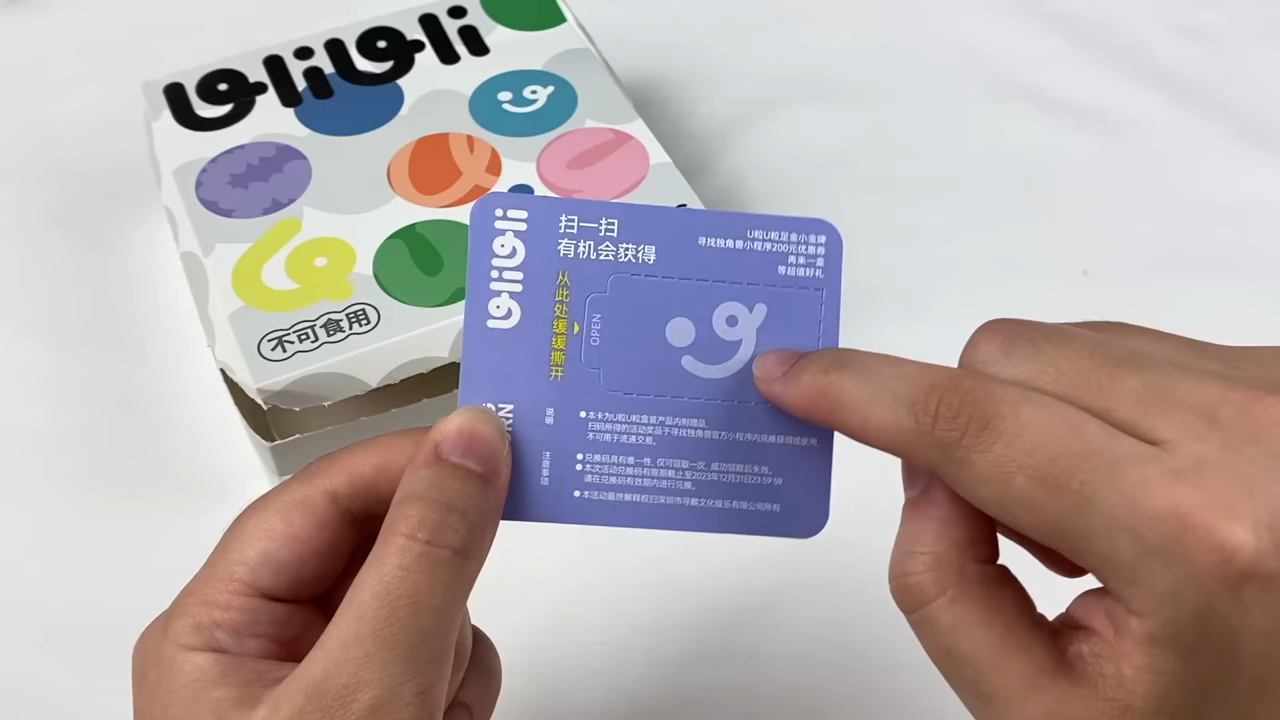 不可食用
扫一扫
有机会获得
U粒U粒足金小金牌
寻找独角兽小程序200元优惠券
再来一盒
等超值好礼
从此处缓缓撕开
OPEN
说明
●本卡为U粒U粒盒装产品内附赠品,
扫码所得的活动奖品于寻找独角兽官方小程序内兑换获得或使用,
不可用于流通交易。
注意事项
●兑换码具有唯一性, 仅可领取一次, 成功领取后失效。
●本次活动兑换码有限期截止至2023年12月31日23:59:59
请在兑换码有效期内进行兑换。
●本活动最终解释权归深圳市寻麟文化娱乐有限公司所有